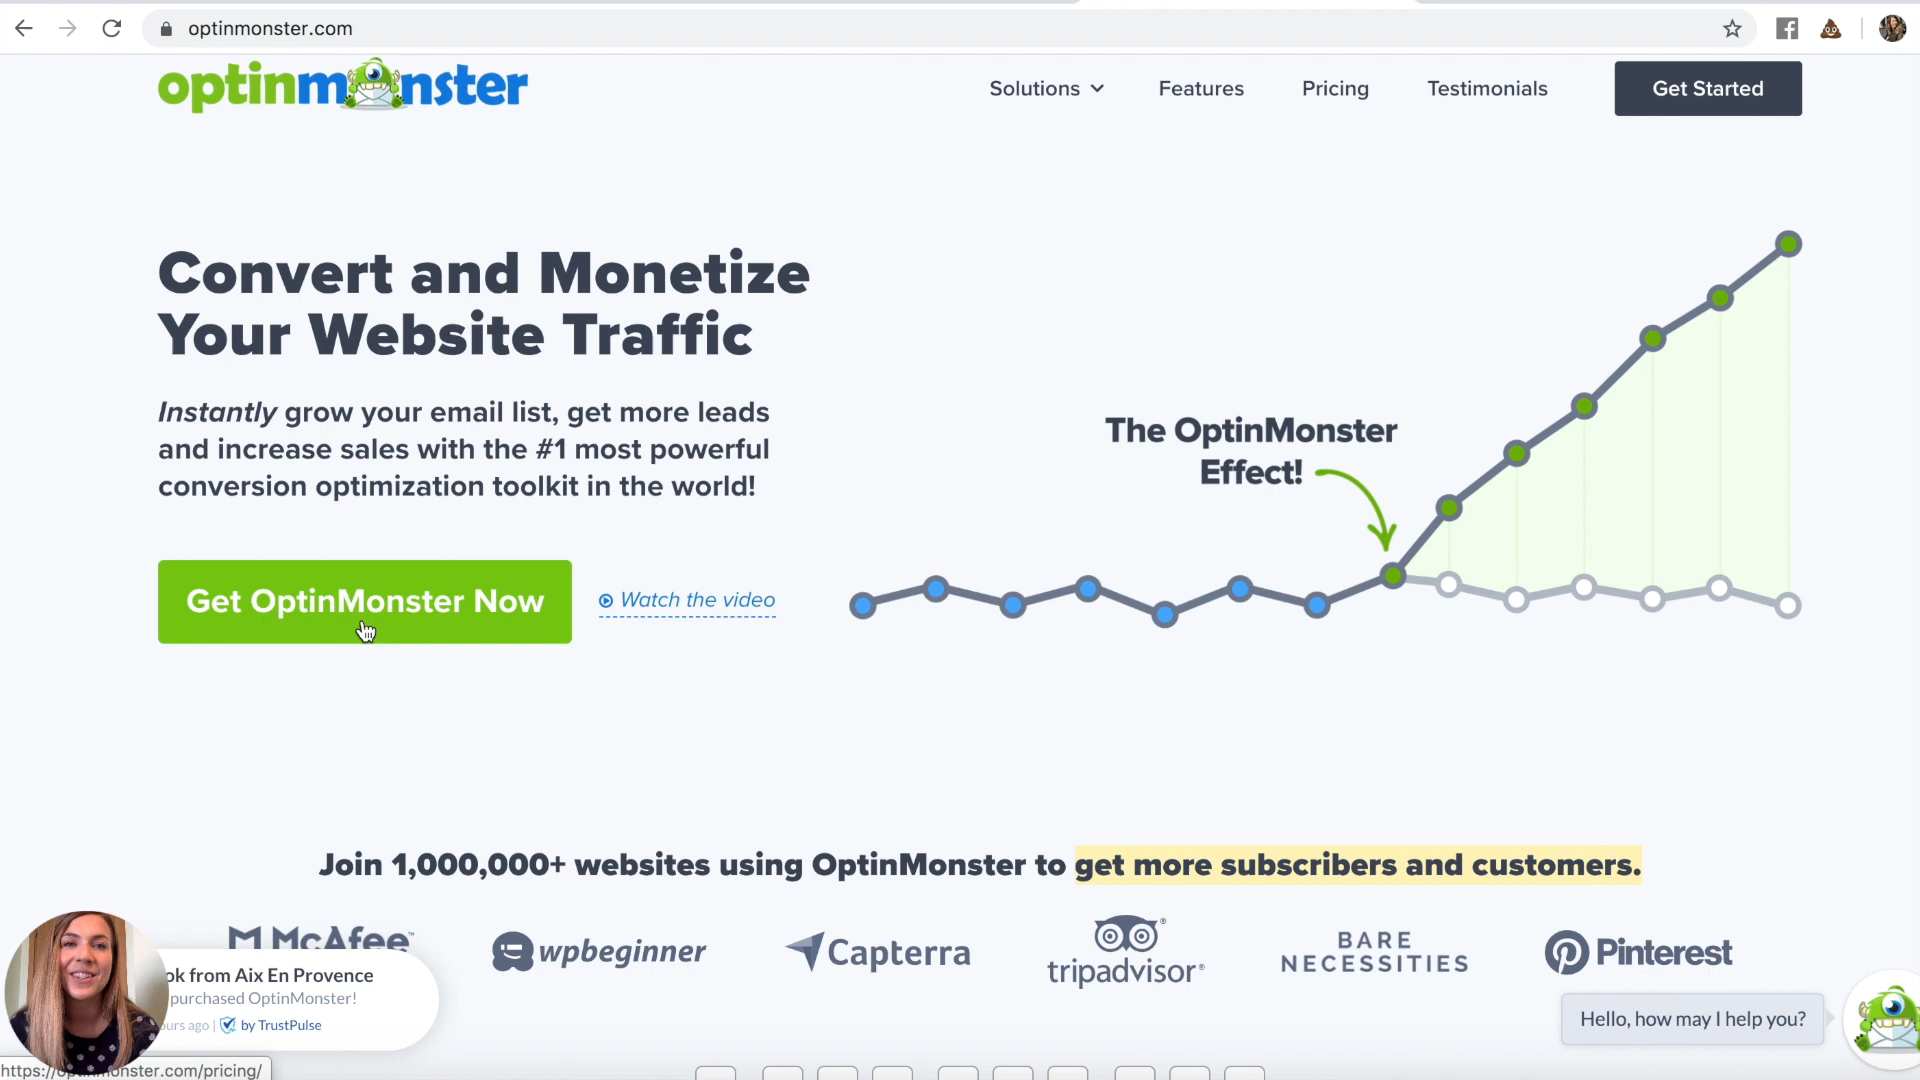 optinmonster.com
optinmonster
Solutions
Features
Pricing
Testimonials
Get Started
Convert and Monetize
Your Website Traffic
Instantly grow your email list, get more leads
and increase sales with the #1 most powerful
conversion optimization toolkit in the world!
Get OptinMonster Now
Watch the video
The OptinMonster
Effect!
Join 1,000,000+ websites using OptinMonster to get more subscribers and customers.
McAfee™
wpbeginner
Capterra
tripadvisor®
BARE
NECESSITIES
Pinterest
from Aix En Provence
purchased OptinMonster!
ago | by TrustPulse
Hello, how may I help you?
https://optinmonster.com/pricing/